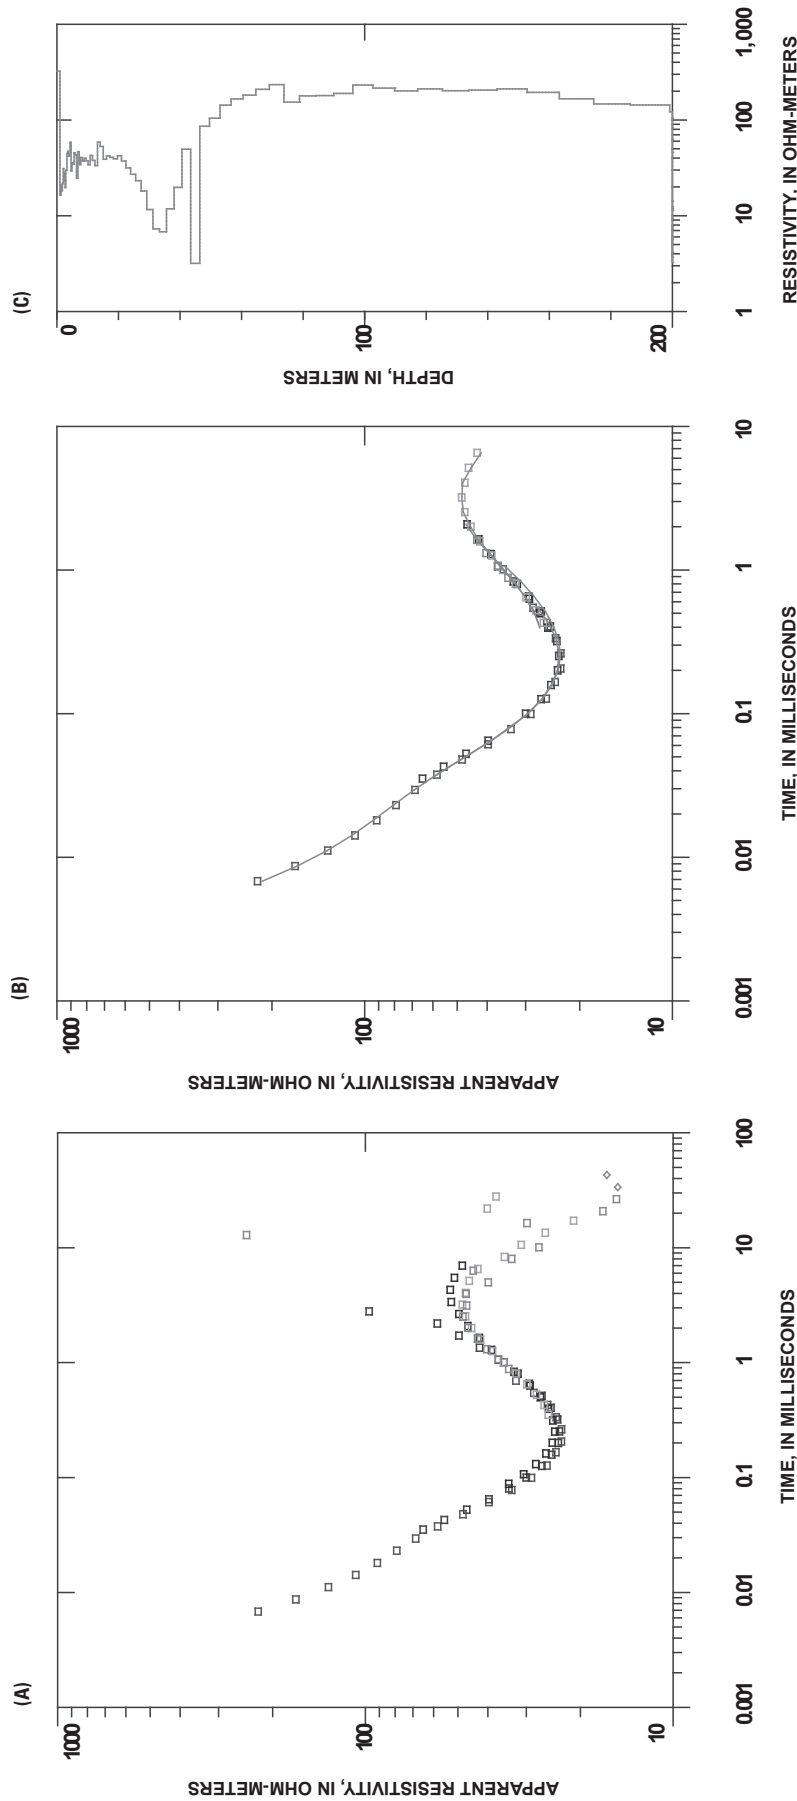 (A)
APPARENT RESISTIVITY, IN OHM-METERS
1000
100
10
0.001
0.01
0.1
1
10
100
TIME, IN MILLISECONDS
(B)
APPARENT RESISTIVITY, IN OHM-METERS
1000
100
10
0.001
0.01
0.1
1
10
TIME, IN MILLISECONDS
(C)
DEPTH, IN METERS
0
100
200
1
10
100
1,000
RESISTIVITY, IN OHM-METERS